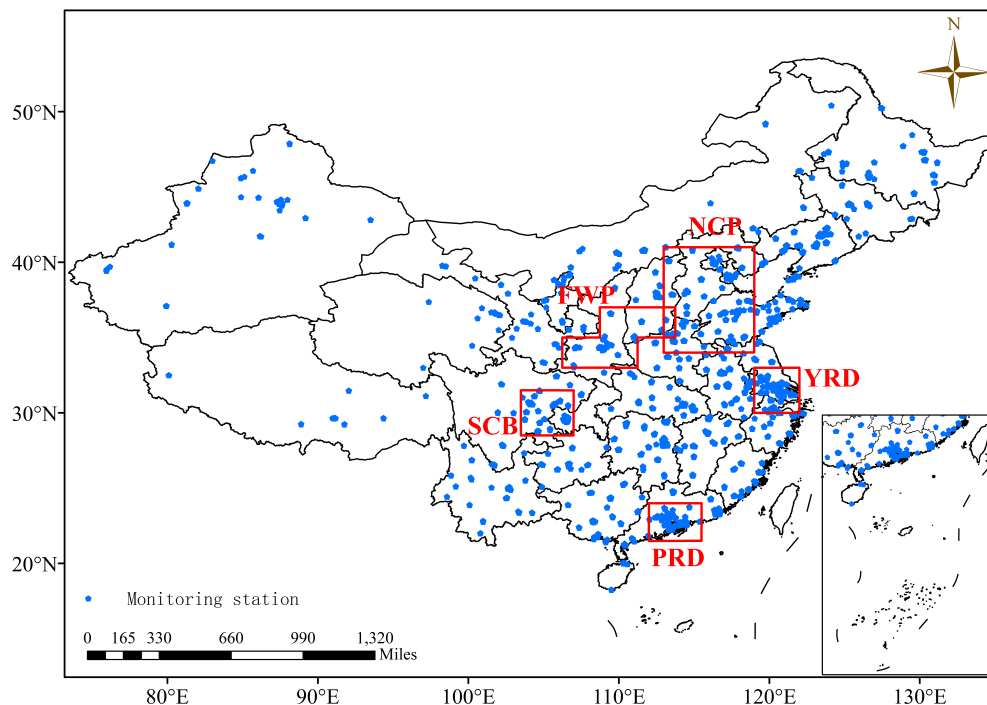 N
50°N
NCP
40°N
FWP
YRD
30°N
SCB
PRD
20°N
Monitoring station
0 165 330 660 990 1,320
Miles
80°E 90°E 100°E 110°E 120°E 130°E